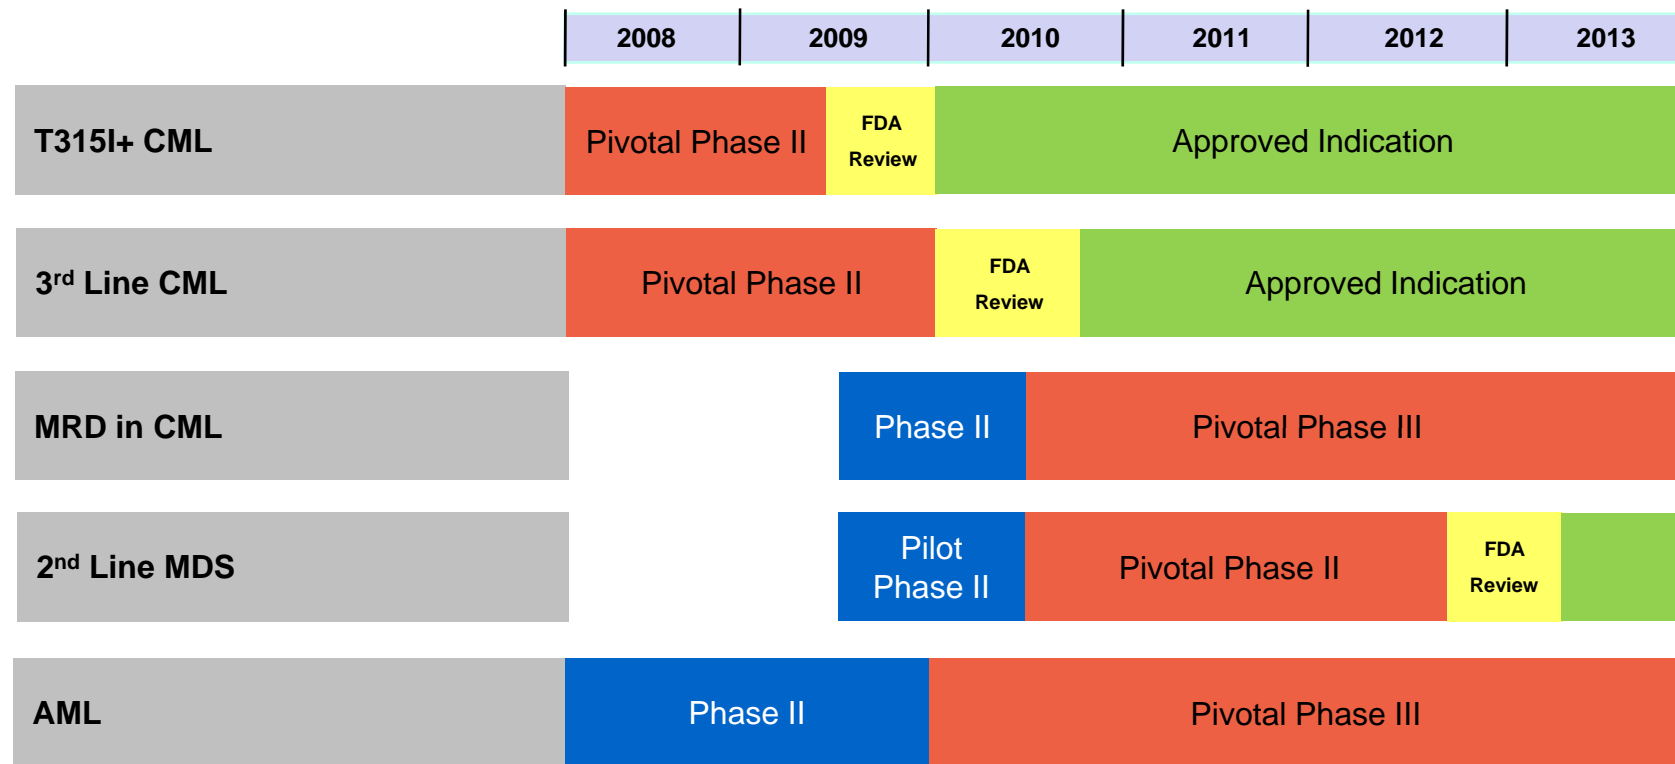 2008 2009 2010 2011 2012 2013
T315I+ CML
Pivotal Phase II
FDA
Review
Approved Indication
3rd Line CML
Pivotal Phase II
FDA
Review
Approved Indication
MRD in CML
Phase II
Pivotal Phase III
2nd Line MDS
Pilot
Phase II
Pivotal Phase II
FDA
Review
AML
Phase II
Pivotal Phase III